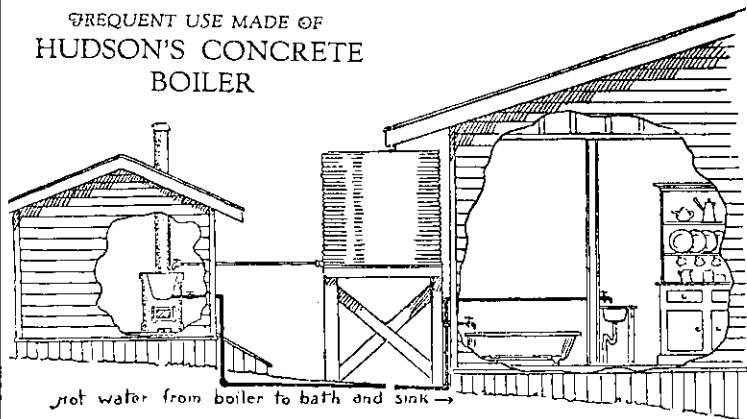 FREQUENT USE MADE OF
HUDSON'S CONCRETE
BOILER
Hot water from boiler to bath and sink →